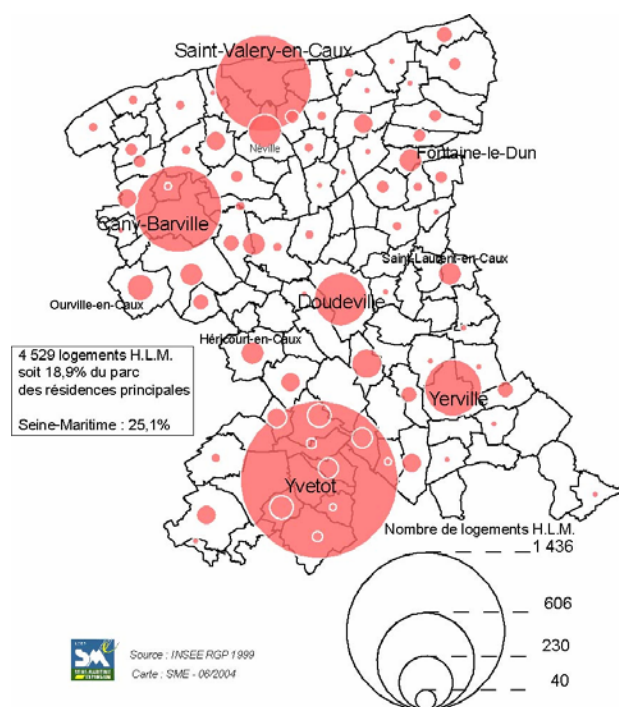 Saint-Valery-en-Caux
Néville
Fontaine-le-Dun
Cany-Barville
Saint-Laurent-en-Caux
Ourville-en-Caux
Doudeville
Héricourt-en-Caux
4 529 logements H.L.M.
soit 18,9% du parc
des résidences principales
Seine-Maritime : 25,1%
Yerville
Yvetot
Nombre de logements H.L.M.
1 436
606
230
40
SME
Source : INSEE RGP 1999
Carte : SME - 06/2004